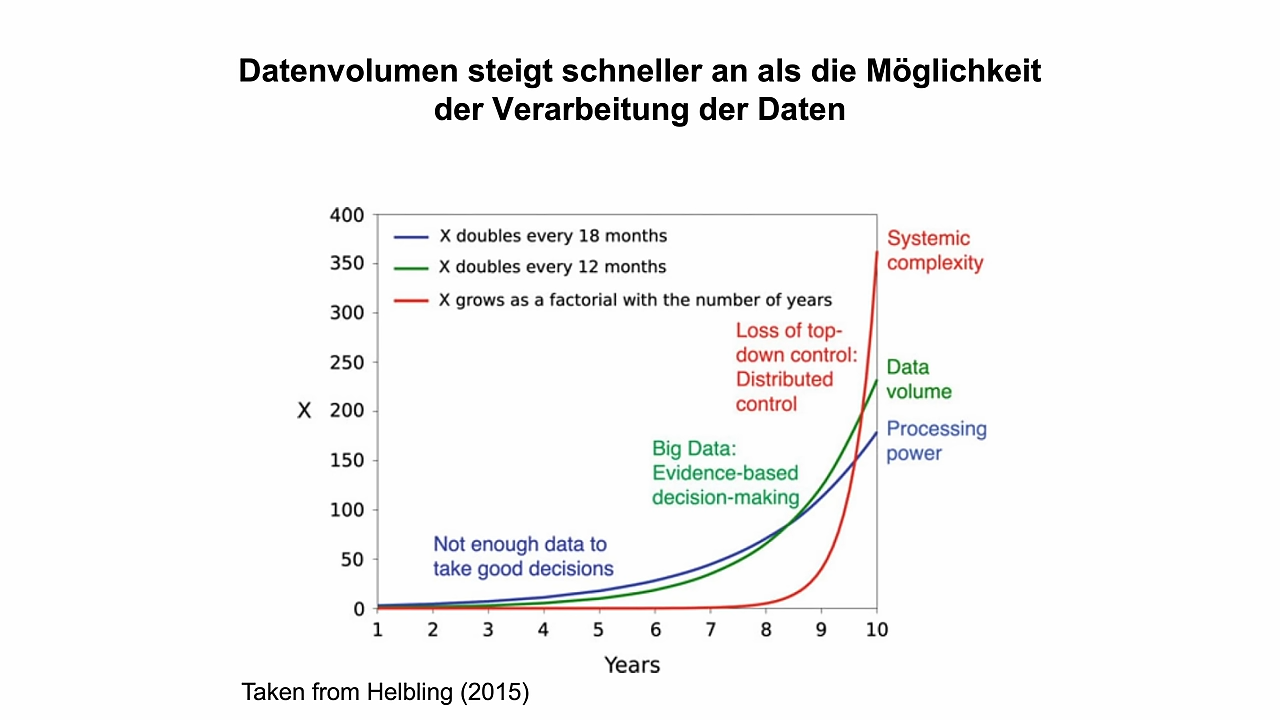 Datenvolumen steigt schneller an als die Möglichkeit
der Verarbeitung der Daten
400
350
300
250
200
150
100
50
0
X
X doubles every 18 months
X doubles every 12 months
X grows as a factorial with the number of years
Systemic
complexity
Loss of top-
down control:
Distributed
control
Data
volume
Processing
power
Big Data:
Evidence-based
decision-making
Not enough data to
take good decisions
1 2 3 4 5 6 7 8 9 10
Years
Taken from Helbling (2015)